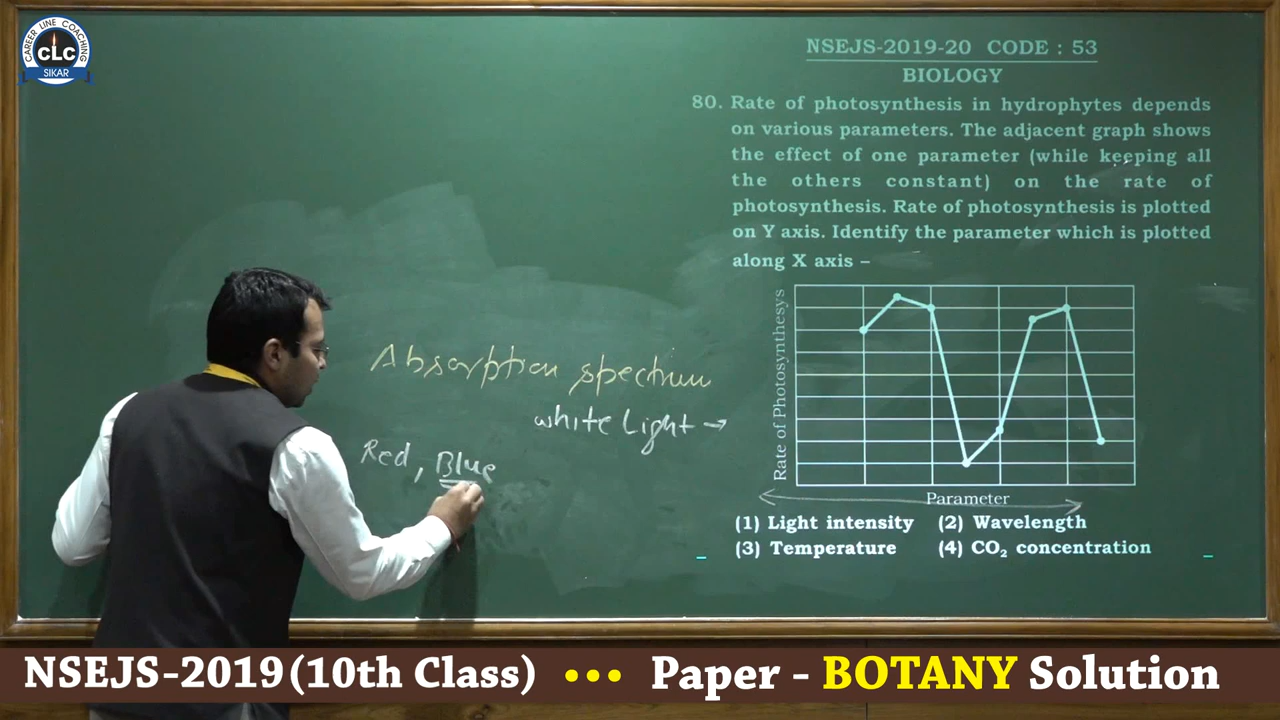 CAREER LINE COACHING
CLC
SIKAR
NSEJS-2019-20 CODE : 53
BIOLOGY
80. Rate of photosynthesis in hydrophytes depends
on various parameters. The adjacent graph shows
the effect of one parameter (while keeping all
the others constant) on the rate of
photosynthesis. Rate of photosynthesis is plotted
on Y axis. Identify the parameter which is plotted
along X axis –
Rate of Photosynthesys
Parameter
(1) Light intensity (2) Wavelength
(3) Temperature (4) CO₂ concentration
Absorption spectrum
white Light →
Red, Blue
NSEJS-2019(10th Class) ••• Paper - BOTANY Solution